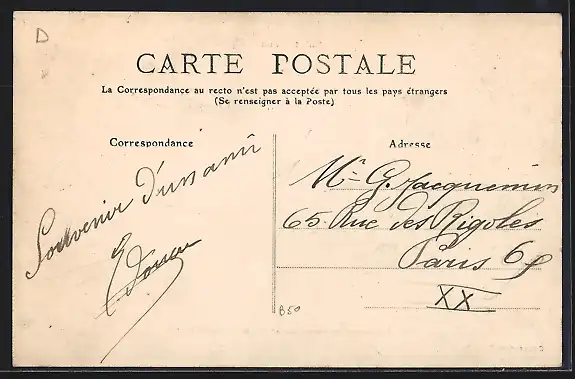 D
CARTE POSTALE
La Correspondance au recto n'est pas acceptée par tous les pays étrangers
(Se renseigner à la Poste)
Correspondance
Adresse
Souvenir d'un ami
Mr G. Jacquemin
65 Rue des Rigoles
Paris
XX
B50